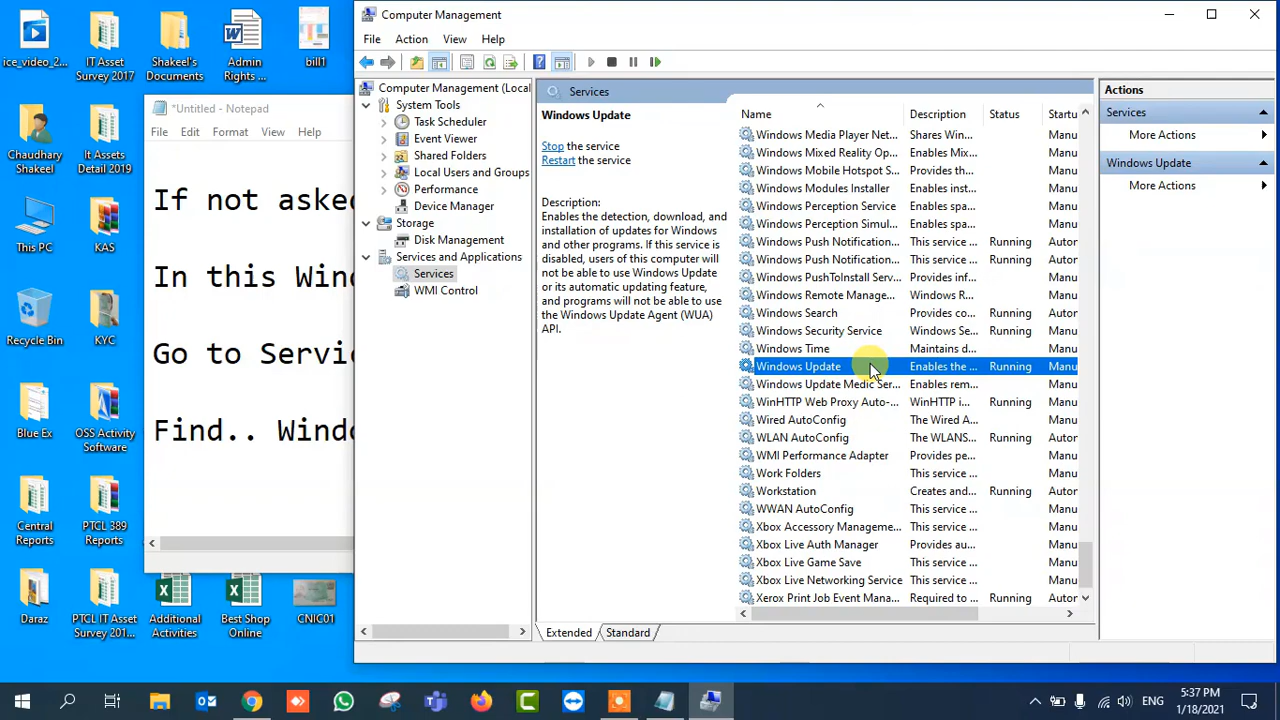 ice_video_2...
IT Asset
Survey 2017
Shakeel's
Documents
Admin
Rights ...
bill1
Chaudhary
Shakeel
It Assets
Detail 2019
This PC
KAS
Recycle Bin
KYC
Blue Ex
OSS Activity
Software
Central
Reports
PTCL 389
Reports
Daraz
PTCL IT Asset
Survey 201...
Additional
Activities
Best Shop
Online
CNIC01
*Untitled - Notepad
File Edit Format View Help
If not aske
In this Wind
Go to Servi
Find.. Windo
Computer Management
File Action View Help
Computer Management (Local
System Tools
Task Scheduler
Event Viewer
Shared Folders
Local Users and Groups
Performance
Device Manager
Storage
Disk Management
Services and Applications
Services
WMI Control
Services
Windows Update
Stop the service
Restart the service
Description:
Enables the detection, download, and
installation of updates for Windows
and other programs. If this service is
disabled, users of this computer will
not be able to use Windows Update
or its automatic updating feature,
and programs will not be able to use
the Windows Update Agent (WUA)
API.
Name Description Status Startu
Windows Media Player Net... Shares Win... Manu
Windows Mixed Reality Op... Enables Mix... Manu
Windows Mobile Hotspot S... Provides th... Manu
Windows Modules Installer Enables inst... Manu
Windows Perception Service Enables spa... Manu
Windows Perception Simul... Enables spa... Manu
Windows Push Notification... This service ... Running Autor
Windows Push Notification... This service ... Running Autor
Windows PushToInstall Serv... Provides inf... Manu
Windows Remote Manage... Windows R... Manu
Windows Search Provides co... Running Autor
Windows Security Service Windows Se... Running Manu
Windows Time Maintains d... Manu
Windows Update Enables the ... Running Manu
Windows Update Medic Ser... Enables rem... Manu
WinHTTP Web Proxy Auto-... WinHTTP i... Running Manu
Wired AutoConfig The Wired A... Manu
WLAN AutoConfig The WLANS... Running Autor
WMI Performance Adapter Provides pe... Manu
Work Folders This service ... Manu
Workstation Creates and... Running Autor
WWAN AutoConfig This service ... Manu
Xbox Accessory Manageme... This service ... Manu
Xbox Live Auth Manager Provides au... Manu
Xbox Live Game Save This service ... Manu
Xbox Live Networking Service This service ... Manu
Xerox Print Job Event Mana... Required to ... Running Autor
Extended Standard
Actions
Services
More Actions
Windows Update
More Actions
ENG
5:37 PM
1/18/2021